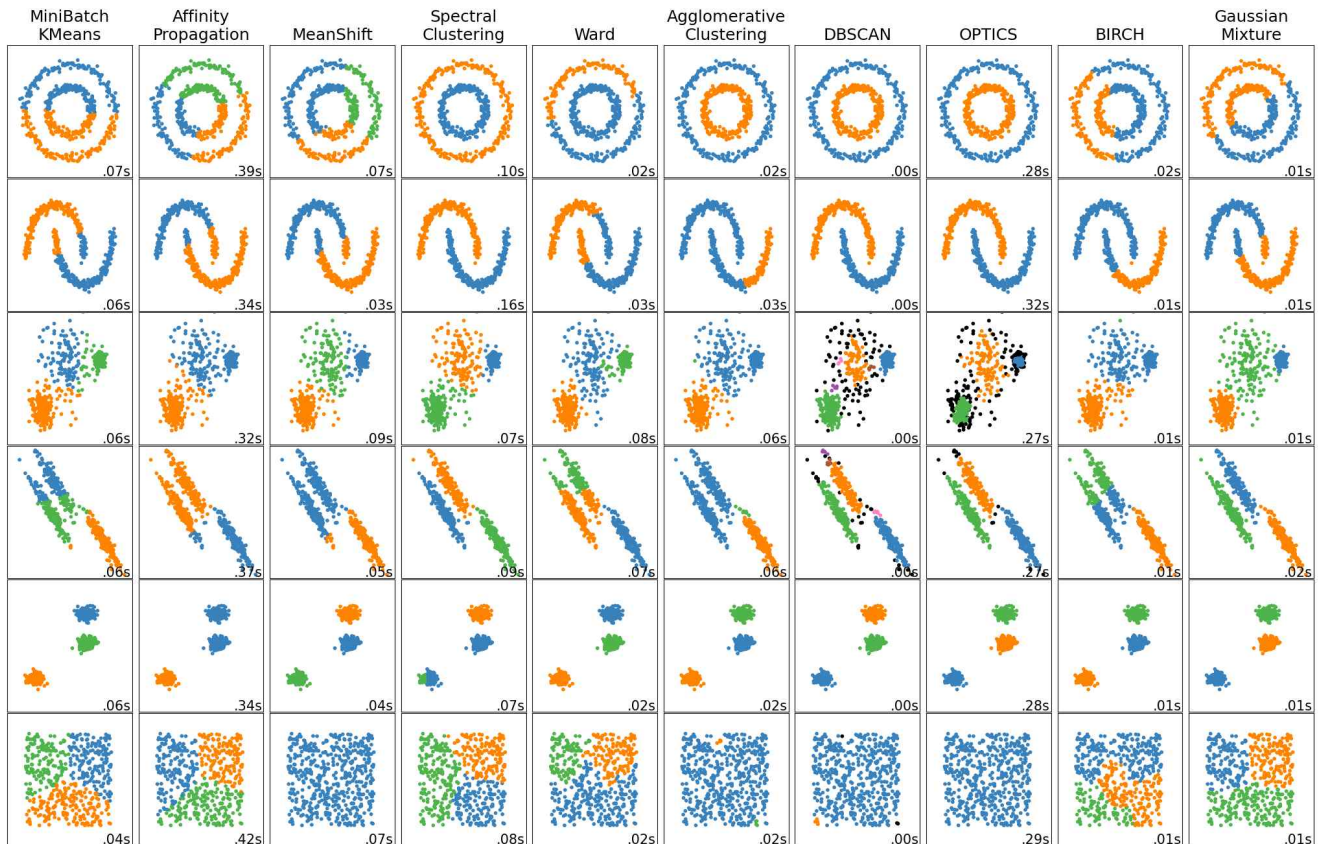 MiniBatch
KMeans
Affinity
Propagation
MeanShift
Spectral
Clustering
Ward
Agglomerative
Clustering
DBSCAN
OPTICS
BIRCH
Gaussian
Mixture
.07s
.39s
.07s
.10s
.02s
.02s
.00s
.28s
.02s
.01s
.06s
.34s
.03s
.16s
.03s
.03s
.00s
.32s
.01s
.01s
.06s
.32s
.09s
.07s
.08s
.06s
.00s
.27s
.01s
.01s
.06s
.37s
.05s
.09s
.07s
.06s
.00s
.27s
.01s
.02s
.06s
.34s
.04s
.07s
.02s
.02s
.00s
.28s
.01s
.01s
.04s
.42s
.07s
.08s
.02s
.02s
.00s
.29s
.01s
.01s